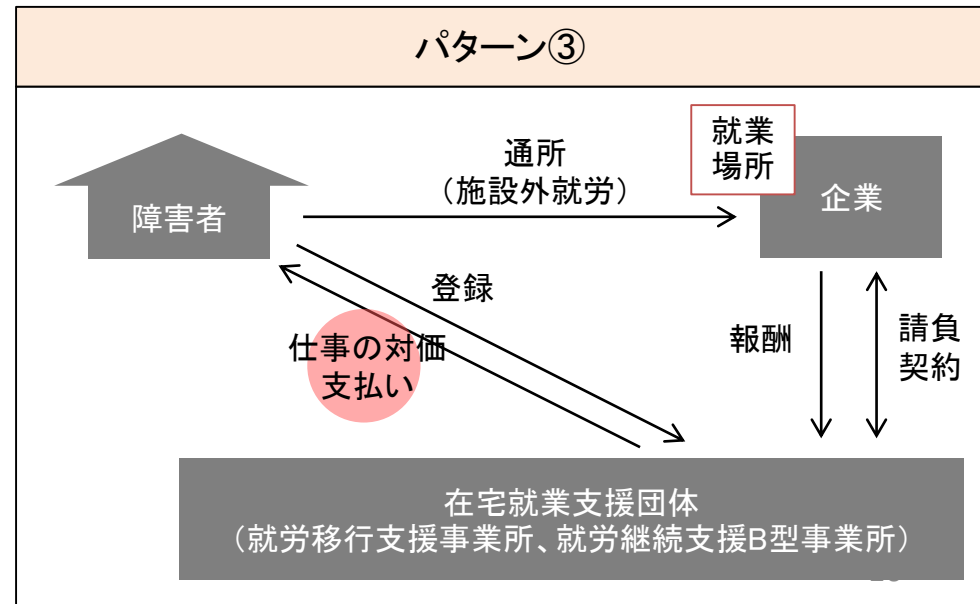 パターン③
就業
場所
通所
（施設外就労）
障害者
企業
登録
仕事の対価
支払い
報酬
請負
契約
在宅就業支援団体
（就労移行支援事業所、就労継続支援B型事業所）